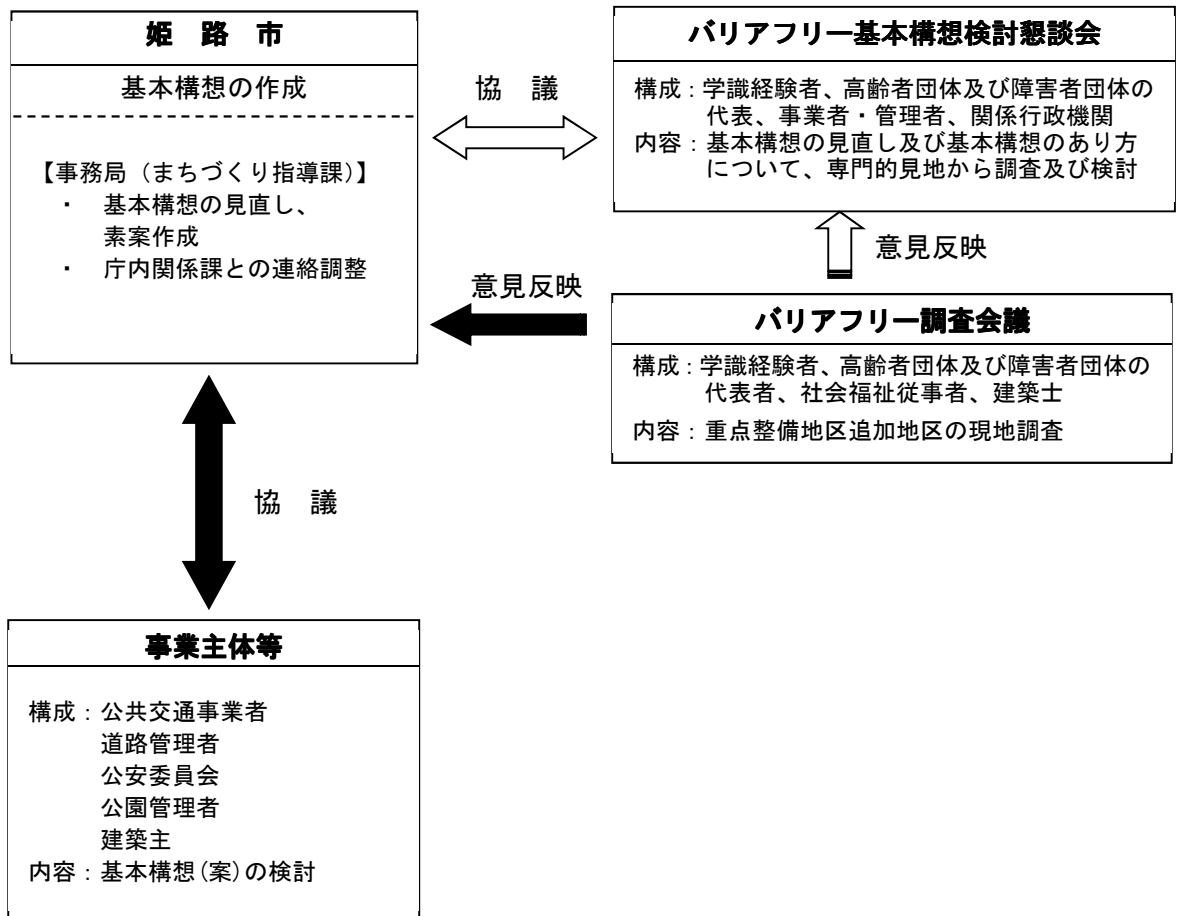 姫　路　市
基本構想の作成
【事務局（まちづくり指導課）】
・　基本構想の見直し、
素案作成
・　庁内関係課との連絡調整
協　議
バリアフリー基本構想検討懇談会
構成：学識経験者、高齢者団体及び障害者団体の
代表、事業者・管理者、関係行政機関
内容：基本構想の見直し及び基本構想のあり方
について、専門的見地から調査及び検討
意見反映
意見反映
バリアフリー調査会議
構成：学識経験者、高齢者団体及び障害者団体の
代表者、社会福祉従事者、建築士
内容：重点整備地区追加地区の現地調査
協　議
事業主体等
構成：公共交通事業者
道路管理者
公安委員会
公園管理者
建築主
内容：基本構想(案)の検討